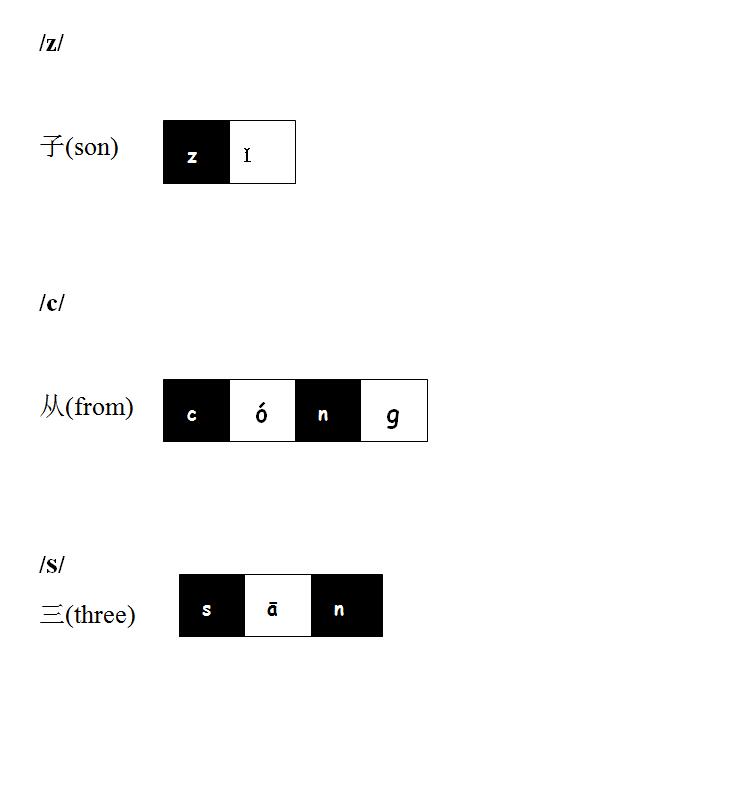 /z/
子(son) z ǐ
/c/
从(from) c ó n g
/s/
三(three) s ā n